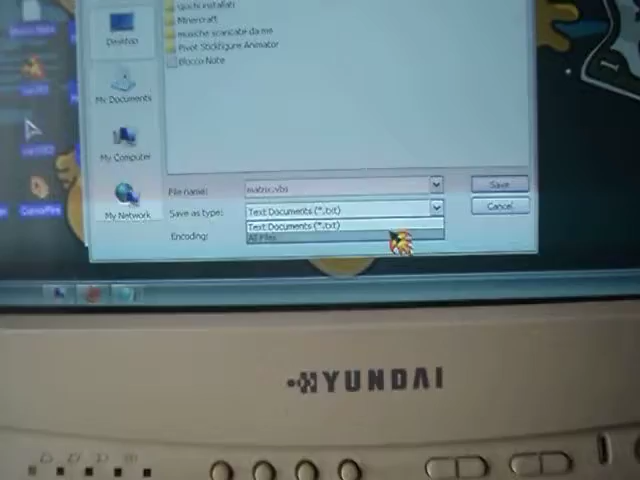 giochi installati
Minecraft
musiche scaricate da me
Pivot Stickfigure Animator
Blocco Note
Desktop
My Documents
My Computer
My Network
File name:
matrix.vbs
Save
Save as type:
Text Documents (*.txt)
Cancel
Text Documents (*.txt)
Encoding:
All Files
HYUNDAI